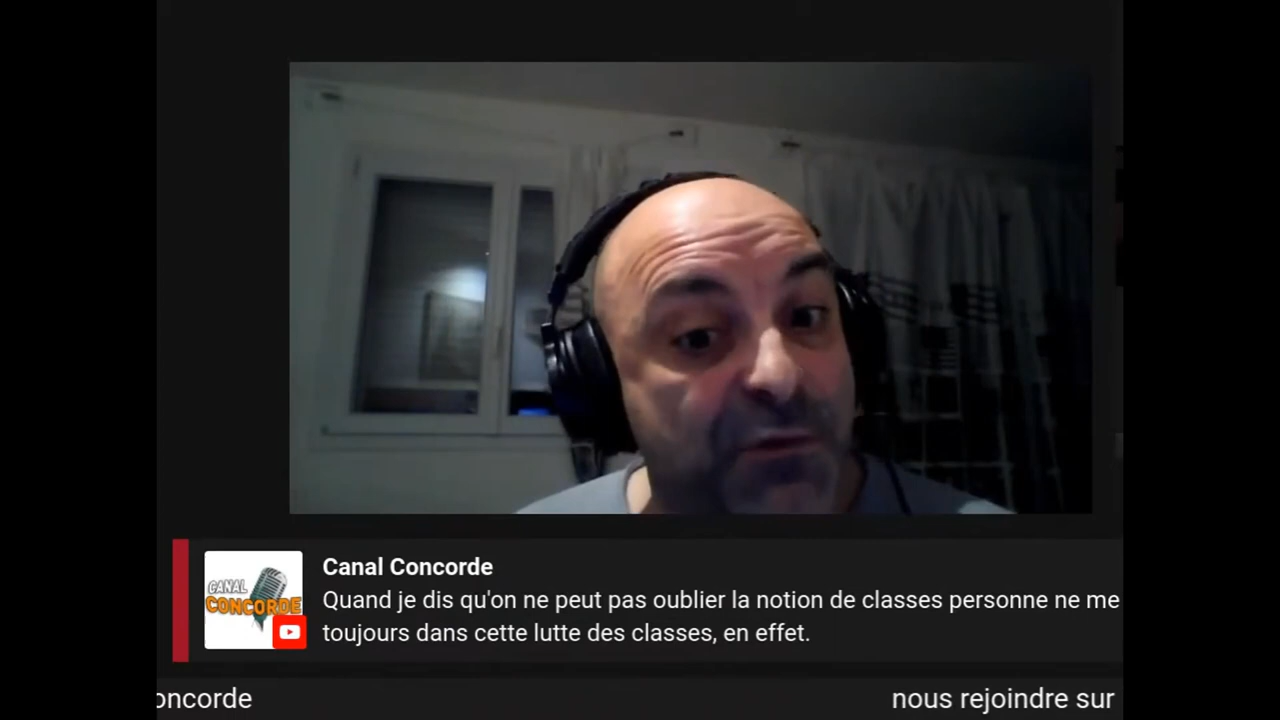 Canal Concorde
CANAL
CONCORDE
Quand je dis qu'on ne peut pas oublier la notion de classes personne ne me
toujours dans cette lutte des classes, en effet.
oncorde
nous rejoindre sur